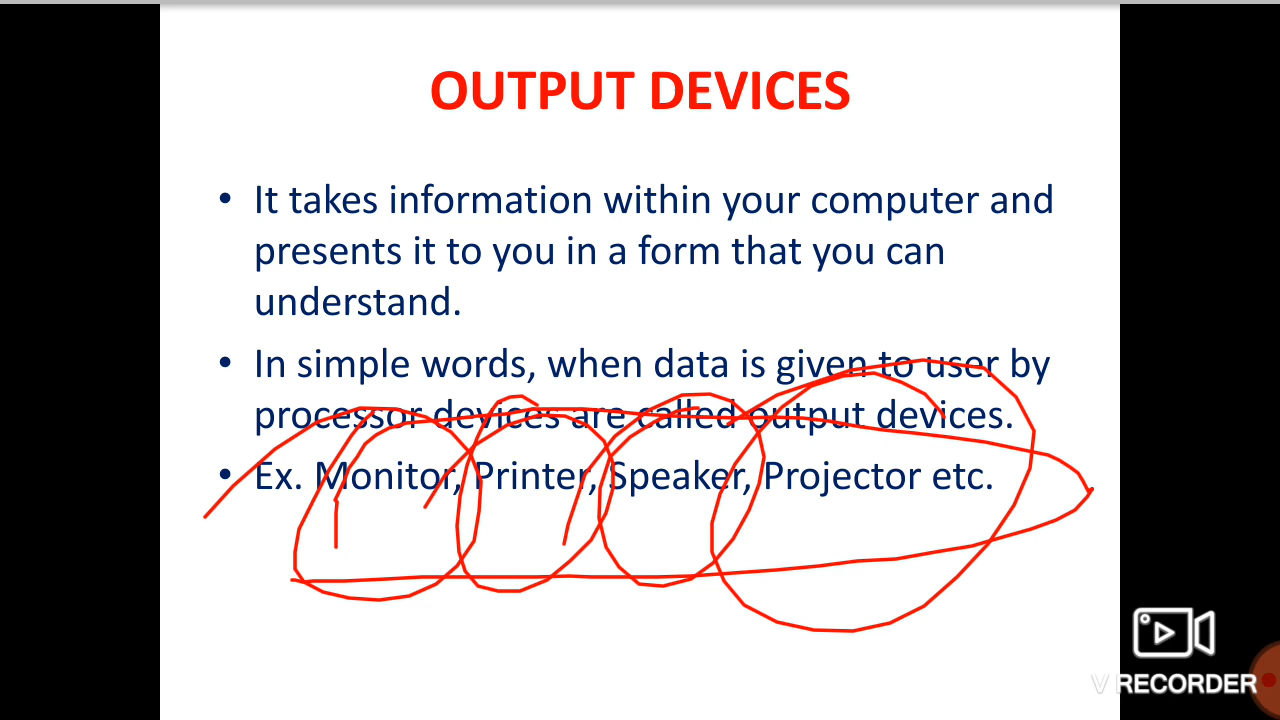 OUTPUT DEVICES
• It takes information within your computer and
presents it to you in a form that you can
understand.
• In simple words, when data is given to user by
processor devices are called output devices.
• Ex. Monitor, Printer, Speaker, Projector etc.
V RECORDER